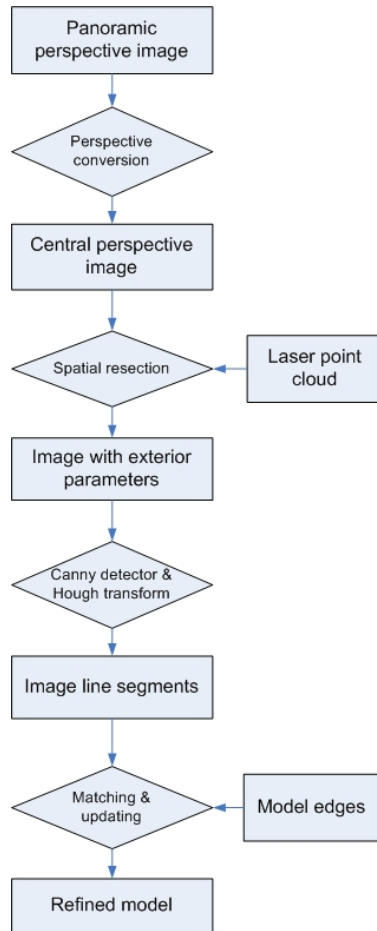 Panoramic
perspective image
Perspective
conversion
Central perspective
image
Spatial resection
Laser point
cloud
Image with exterior
parameters
Canny detector &
Hough transform
Image line segments
Matching &
updating
Model edges
Refined model